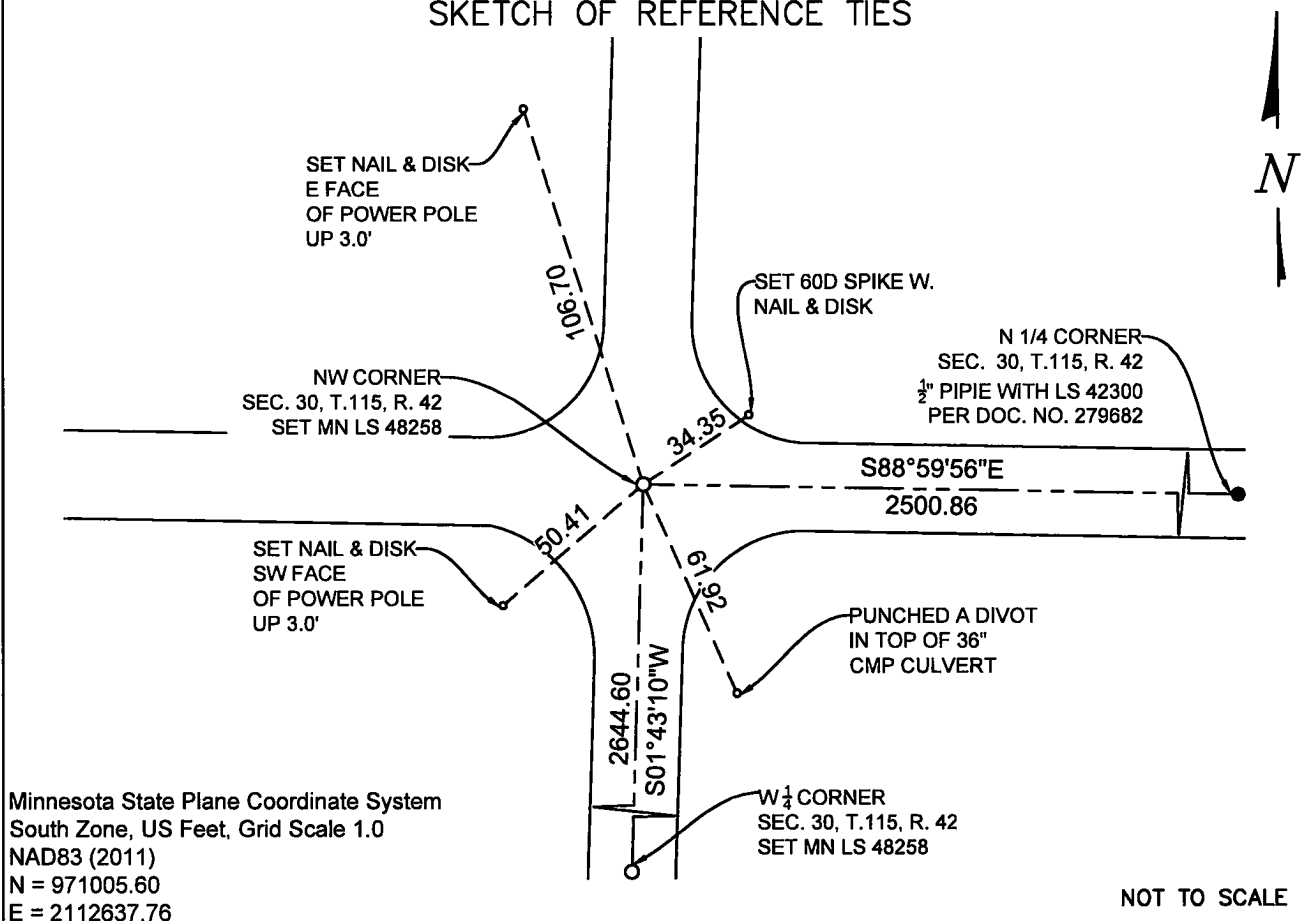 SKETCH OF REFERENCE TIES
N
SET NAIL & DISK
E FACE
OF POWER POLE
UP 3.0'
106.70
SET 60D SPIKE W.
NAIL & DISK
N 1/4 CORNER
SEC. 30, T.115, R. 42
1/2" PIPIE WITH LS 42300
PER DOC. NO. 279682
NW CORNER
SEC. 30, T.115, R. 42
SET MN LS 48258
34.35
S88°59'56"E
2500.86
50.41
SET NAIL & DISK
SW FACE
OF POWER POLE
UP 3.0'
61.92
PUNCHED A DIVOT
IN TOP OF 36"
CMP CULVERT
2644.60
S01°43'10"W
W 1/4 CORNER
SEC. 30, T.115, R. 42
SET MN LS 48258
Minnesota State Plane Coordinate System
South Zone, US Feet, Grid Scale 1.0
NAD83 (2011)
N = 971005.60
E = 2112637.76
NOT TO SCALE